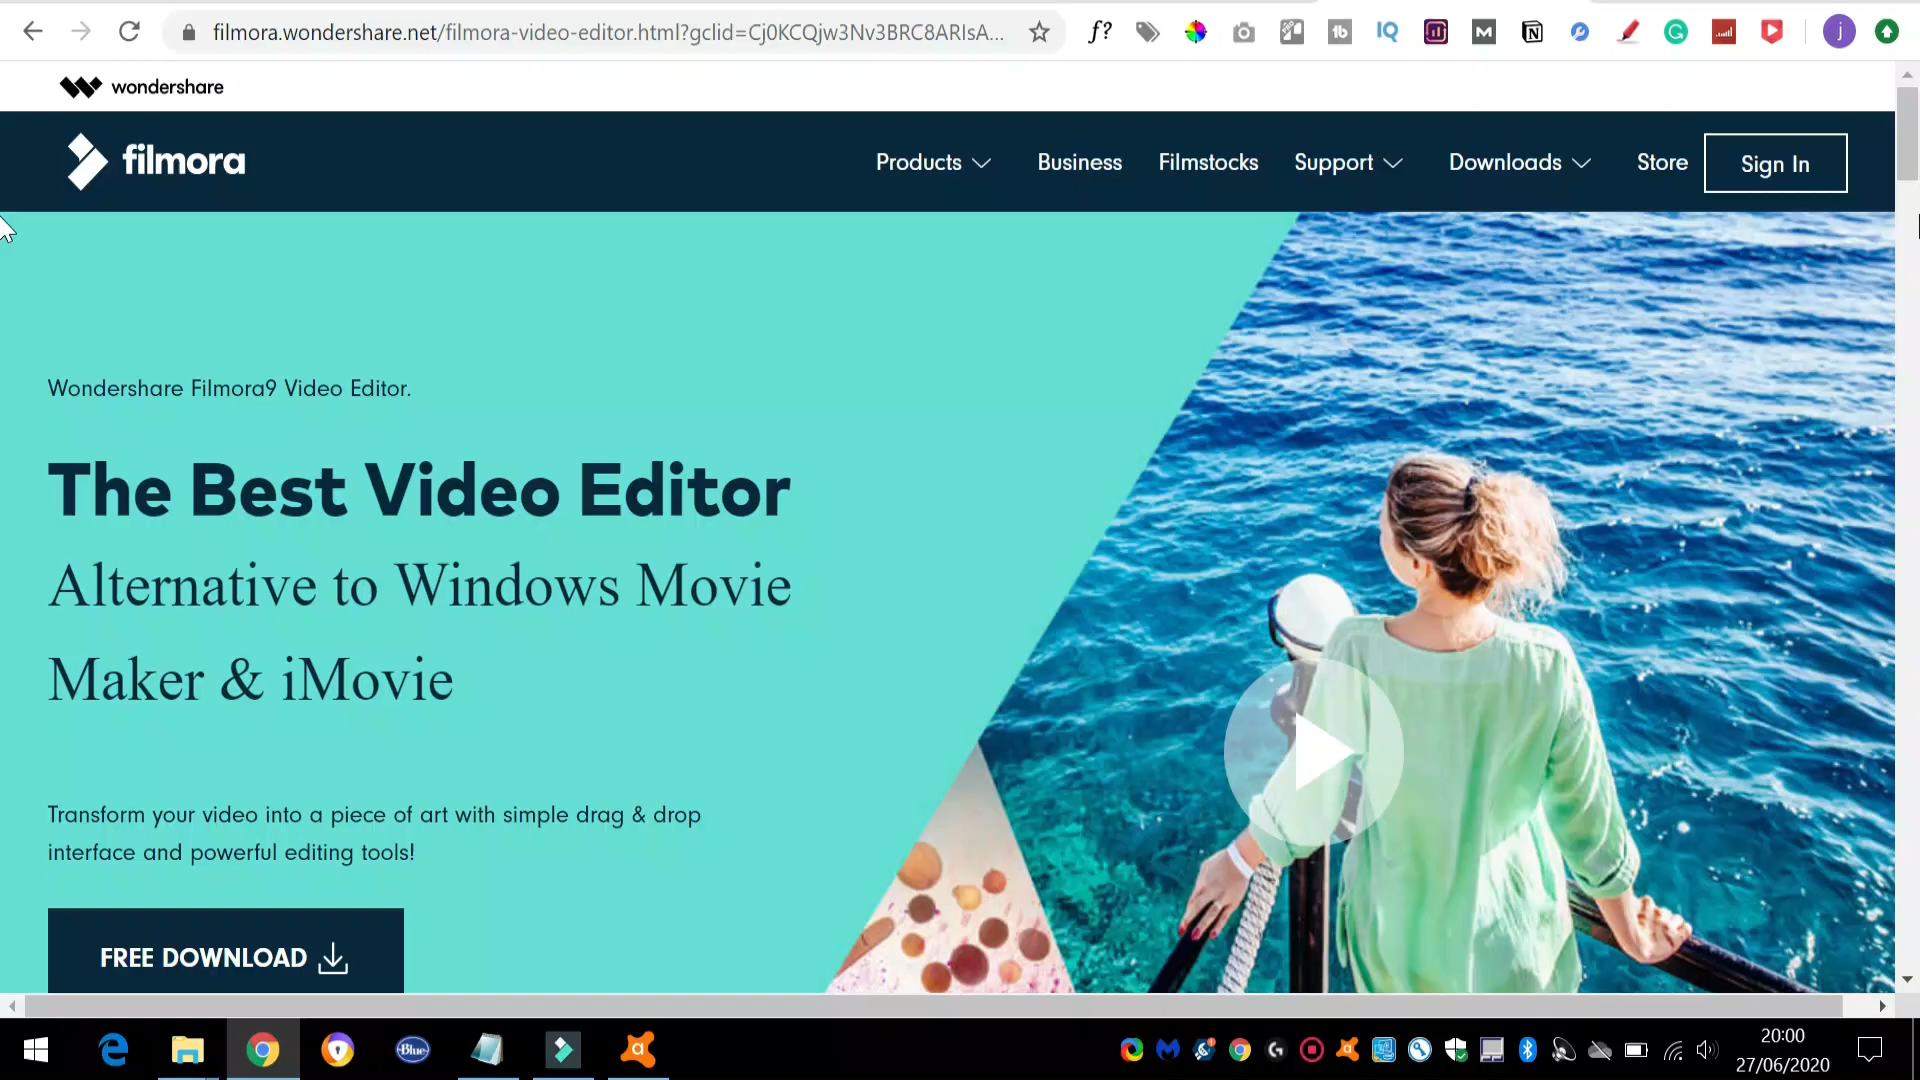 filmora.wondershare.net/filmora-video-editor.html?gclid=Cj0KCQjw3Nv3BRC8ARIsA...
f?
IQ
j
wondershare
filmora
Products
Business
Filmstocks
Support
Downloads
Store
Sign In
Wondershare Filmora9 Video Editor.
The Best Video Editor
Alternative to Windows Movie
Maker & iMovie
Transform your video into a piece of art with simple drag & drop
interface and powerful editing tools!
FREE DOWNLOAD
Blue
20:00
27/06/2020